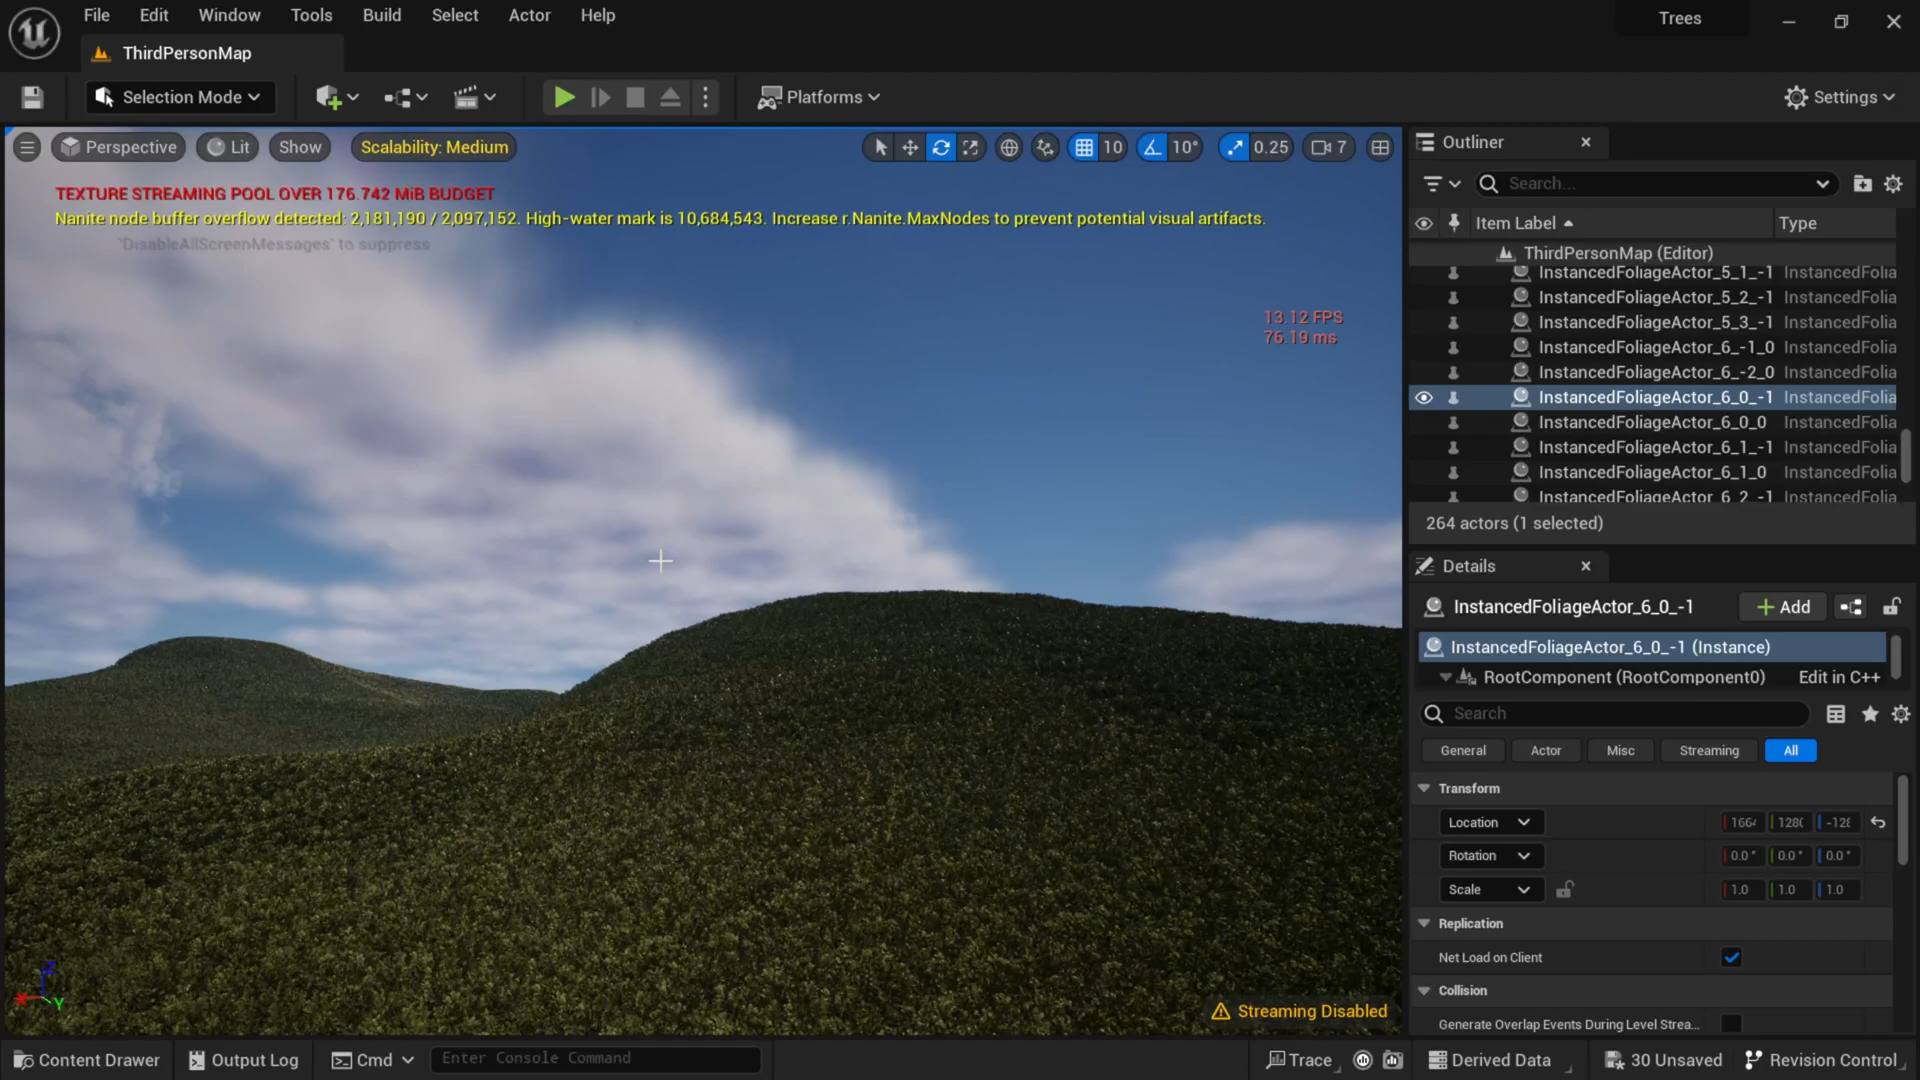 File Edit Window Tools Build Select Actor Help
Trees
ThirdPersonMap
Selection Mode
Platforms
Settings
Perspective
Lit
Show
Scalability: Medium
10
10°
0.25
7
TEXTURE STREAMING POOL OVER 176.742 MiB BUDGET
Nanite node buffer overflow detected: 2,181,190 / 2,097,152. High-water mark is 10,684,543. Increase r.Nanite.MaxNodes to prevent potential visual artifacts.
'DisableAllScreenMessages' to suppress
13.12 FPS
76.19 ms
Streaming Disabled
Outliner
Search...
Item Label
Type
ThirdPersonMap (Editor)
InstancedFoliageActor_5_1_-1 InstancedFolia
InstancedFoliageActor_5_2_-1 InstancedFolia
InstancedFoliageActor_5_3_-1 InstancedFolia
InstancedFoliageActor_6_-1_0 InstancedFolia
InstancedFoliageActor_6_-2_0 InstancedFolia
InstancedFoliageActor_6_0_-1 InstancedFolia
InstancedFoliageActor_6_0_0 InstancedFolia
InstancedFoliageActor_6_1_-1 InstancedFolia
InstancedFoliageActor_6_1_0 InstancedFolia
InstancedFoliageActor_6_2_-1 InstancedFolia
264 actors (1 selected)
Details
InstancedFoliageActor_6_0_-1
Add
InstancedFoliageActor_6_0_-1 (Instance)
RootComponent (RootComponent0) Edit in C++
Search
General Actor Misc Streaming All
Transform
Location 1664 1280 -128
Rotation 0.0° 0.0° 0.0°
Scale 1.0 1.0 1.0
Replication
Net Load on Client
Collision
Generate Overlap Events During Level Strea...
Content Drawer
Output Log
Cmd
Enter Console Command
Trace
Derived Data
30 Unsaved
Revision Control
X
Y
Z